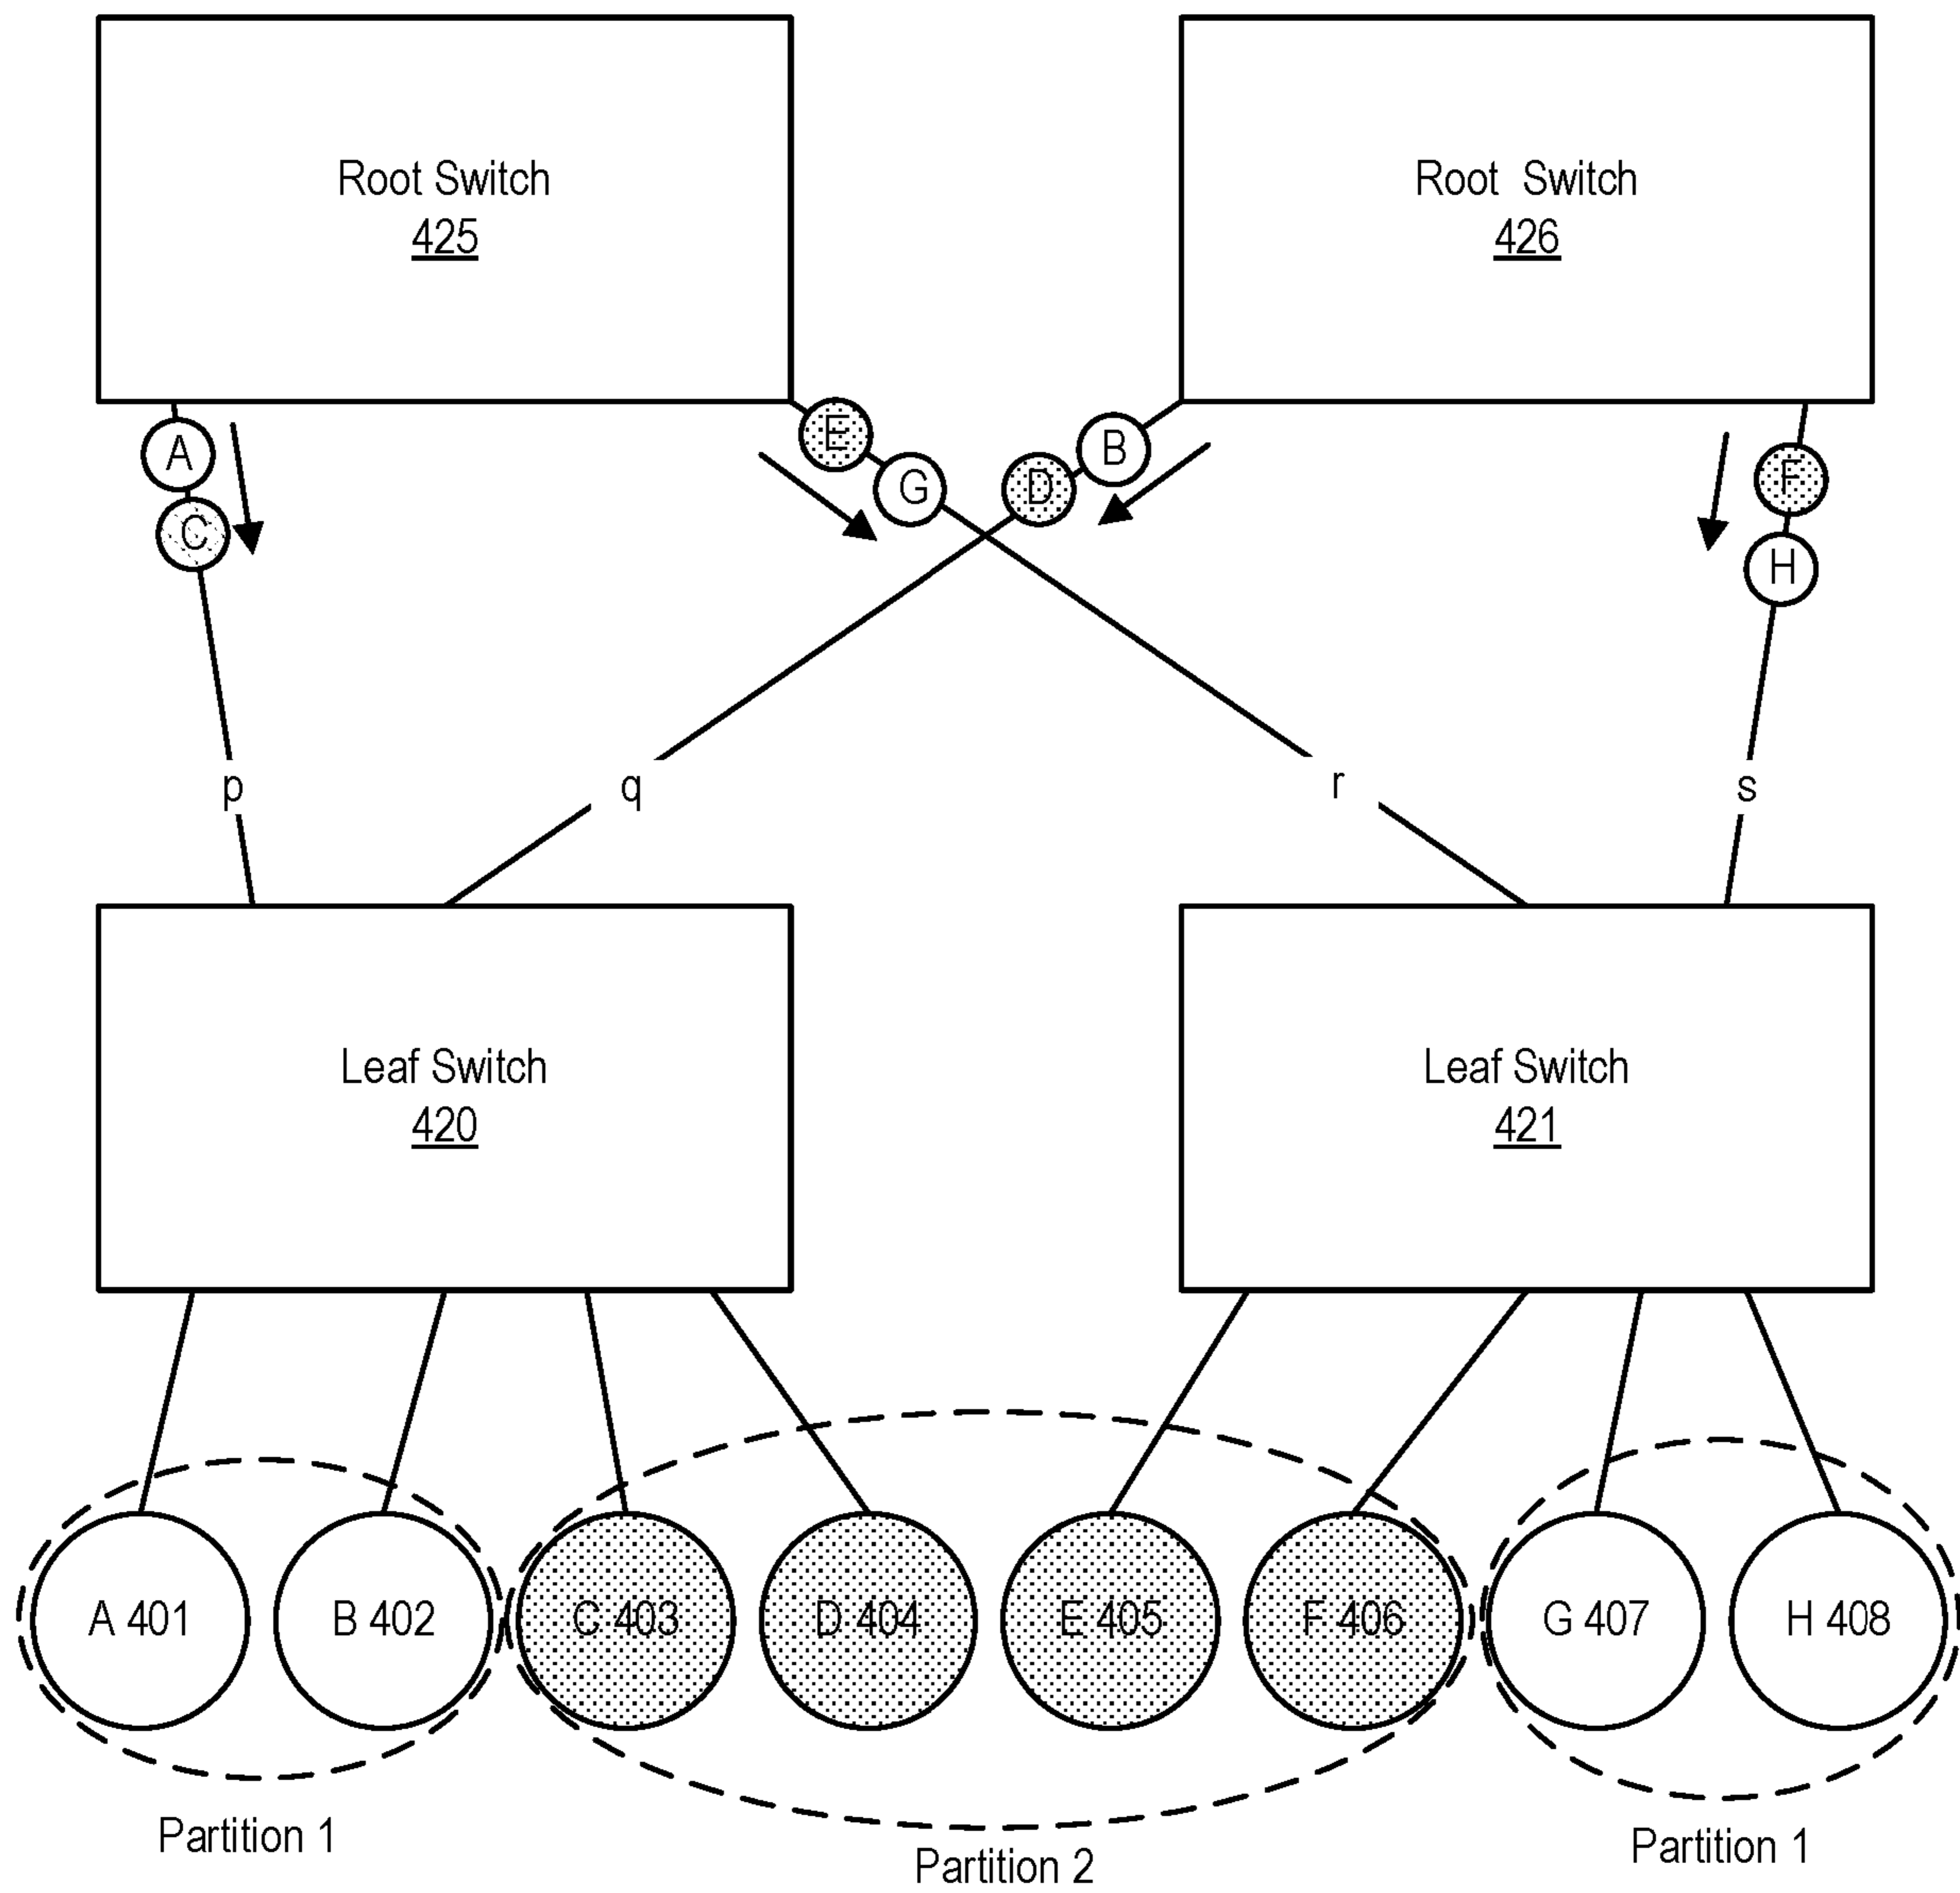 Root Switch
425
Root Switch
426
A
C
E
G
D
B
F
H
p
q
r
s
Leaf Switch
420
Leaf Switch
421
A 401
B 402
C 403
D 404
E 405
F 406
G 407
H 408
Partition 1
Partition 2
Partition 1